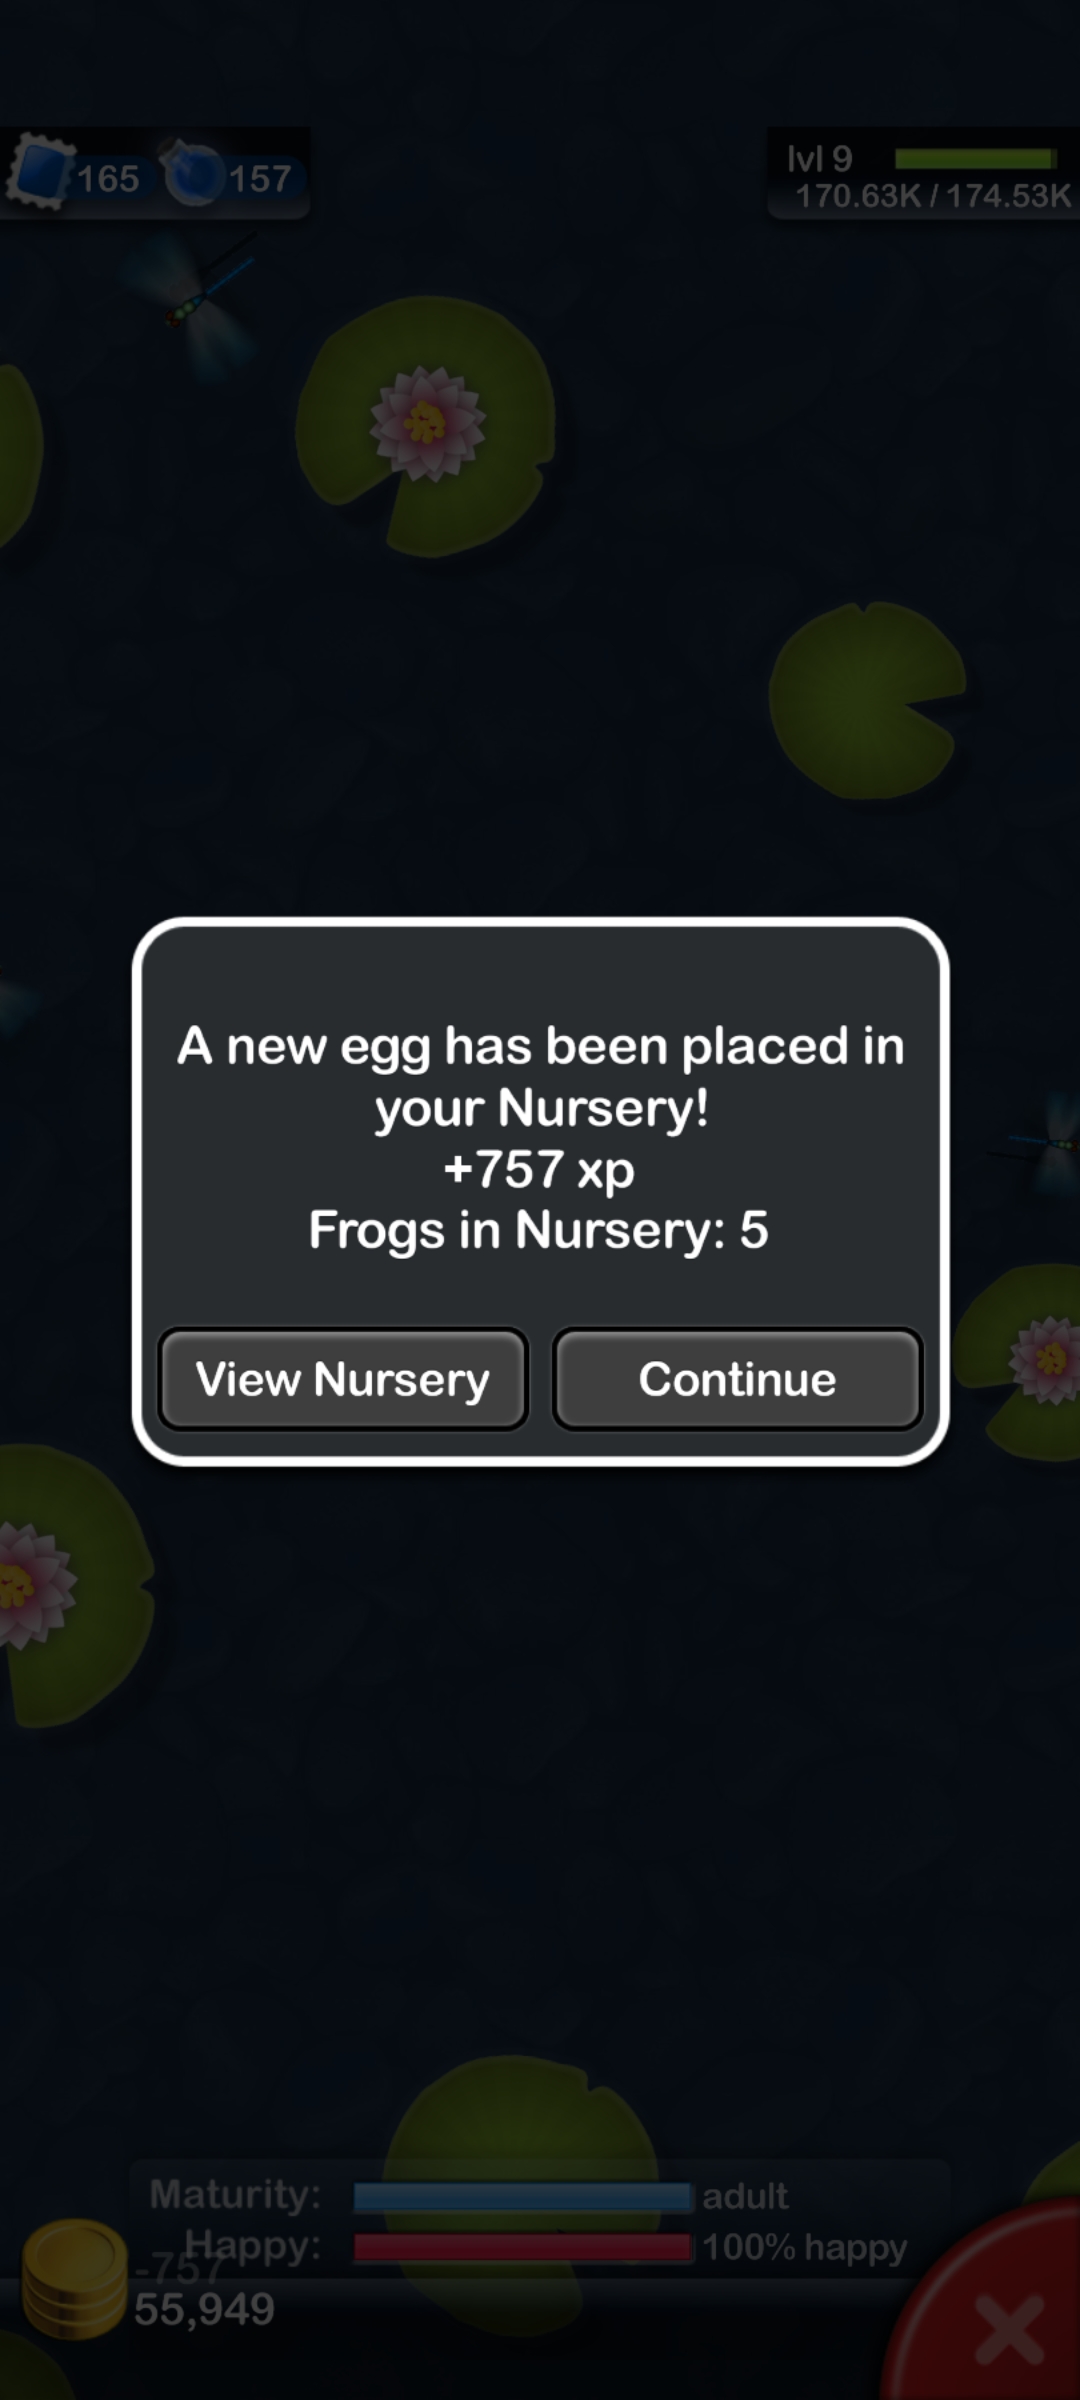 165 157
lvl 9
170.63K / 174.53K
A new egg has been placed in
your Nursery!
+757 xp
Frogs in Nursery: 5
View Nursery Continue
Maturity: adult
Happy: 100% happy
-757
55,949